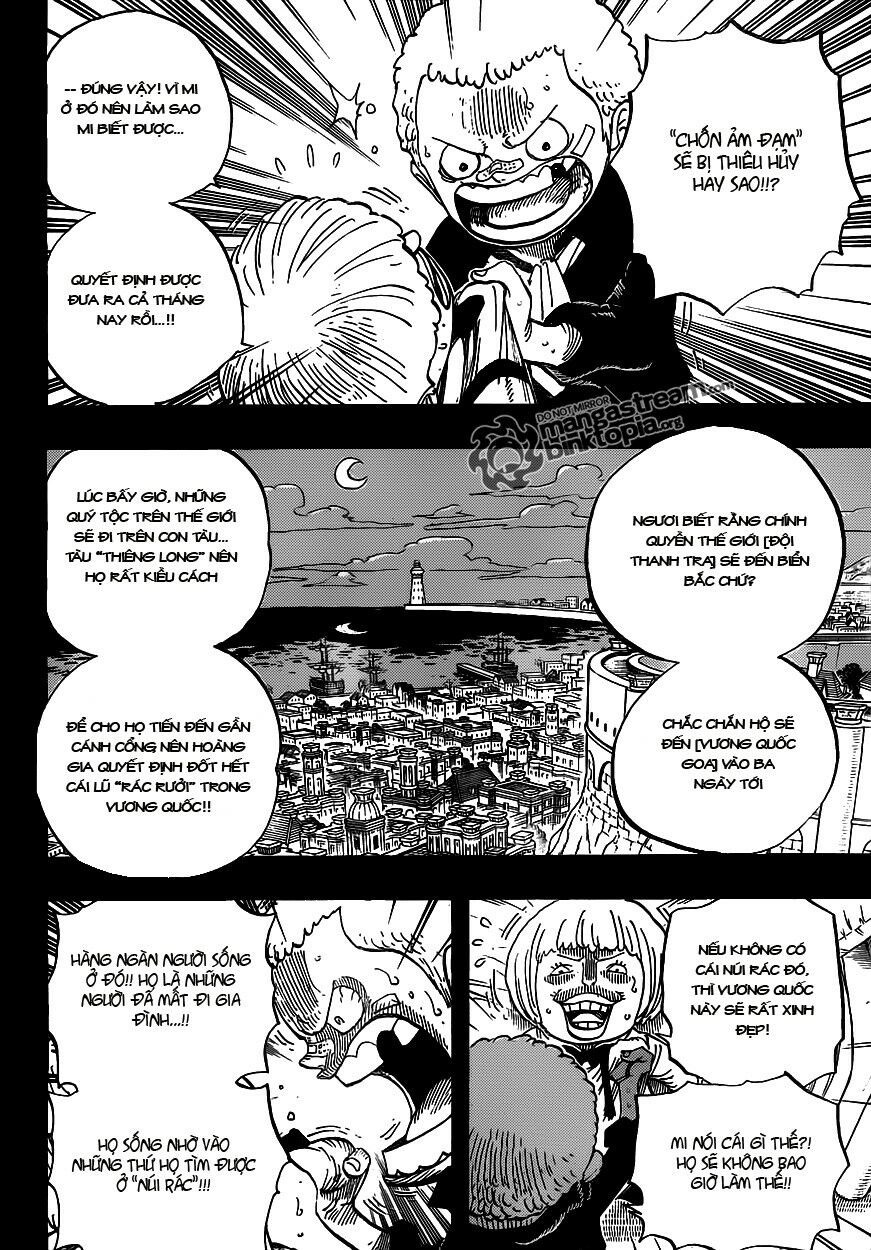 "CHỐN ẢM ĐẠM"
SẼ BỊ THIÊU HỦY
HAY SAO!!?
-- ĐÚNG VẬY! VÌ MI
Ở ĐÓ NÊN LÀM SAO
MI BIẾT ĐƯỢC...
QUYẾT ĐỊNH ĐƯỢC
ĐƯA RA CẢ THÁNG
NAY RỒI...!!
DO NOT MIRROR
mangastream.com
binktopia.org
NGƯƠI BIẾT RẰNG CHÍNH
QUYỀN THẾ GIỚI [ĐỘI
THANH TRA] SẼ ĐẾN BIỂN
BẮC CHỨ?
CHẮC CHẮN HỘ SẼ
ĐẾN [VƯƠNG QUỐC
GOA] VÀO BA
NGÀY TỚI
LÚC BẤY GIỜ, NHỮNG
QUÝ TỘC TRÊN THẾ GIỚI
SẼ ĐI TRÊN CON TÀU...
TÀU "THIÊNG LONG" NÊN
HỌ RẤT KIỂU CÁCH
ĐỂ CHO HỌ TIẾN ĐẾN GẦN
CÁNH CỔNG NÊN HOÀNG
GIA QUYẾT ĐỊNH ĐỐT HẾT
CÁI LŨ "RÁC RƯỞI" TRONG
VƯƠNG QUỐC!!
NẾU KHÔNG CÓ
CÁI NÚI RÁC ĐÓ,
THÌ VƯƠNG QUỐC
NÀY SẼ RẤT XINH
ĐẸP!
MI NÓI CÁI GÌ THẾ?!
HỌ SẼ KHÔNG BAO
GIỜ LÀM THẾ!!
HÀNG NGÀN NGƯỜI SỐNG
Ở ĐÓ!! HỌ LÀ NHỮNG
NGƯỜI ĐÃ MẤT ĐI GIA
ĐÌNH...!!
HỌ SỐNG NHỜ VÀO
NHỮNG THỨ HỌ TÌM ĐƯỢC
Ở "NÚI RÁC"!!!